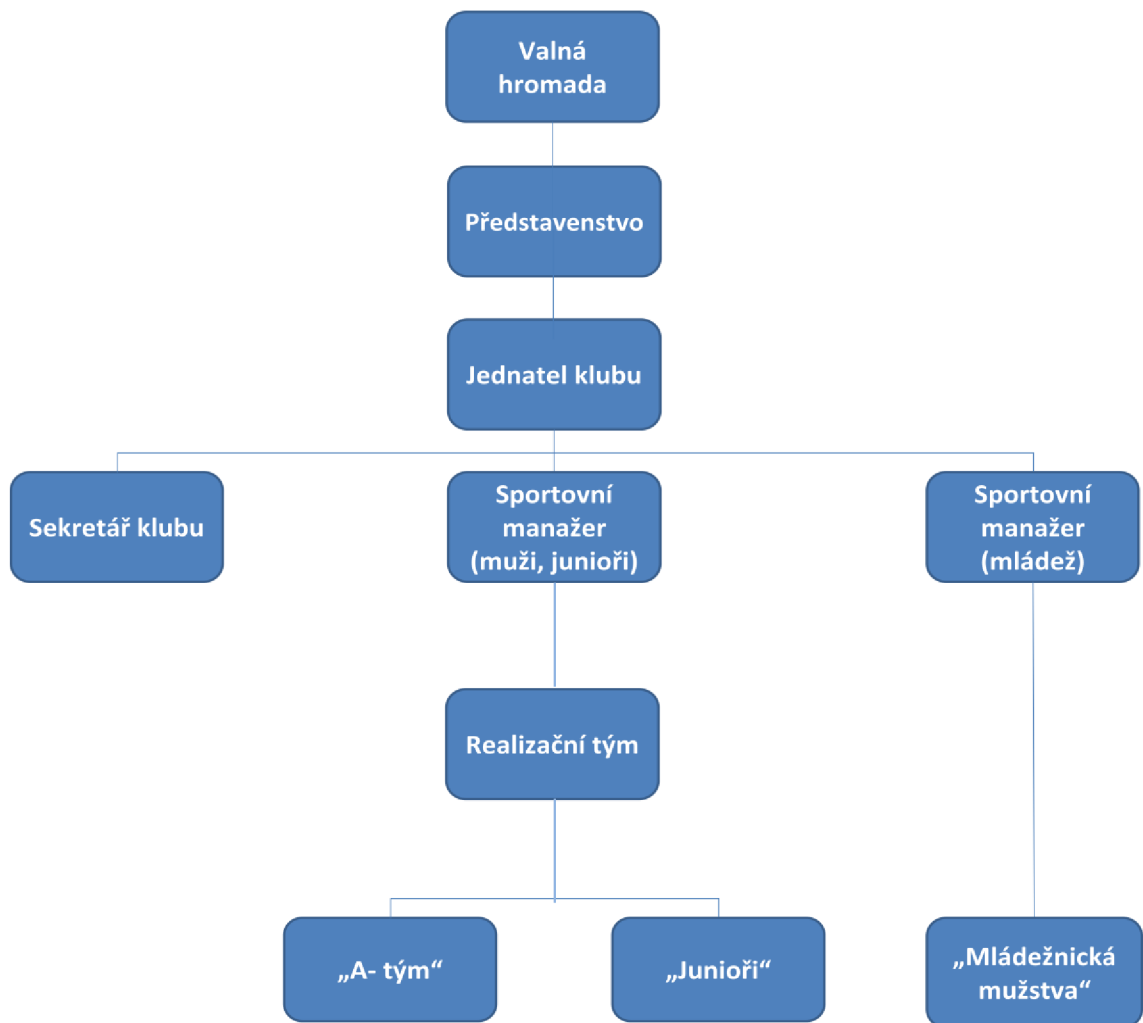 Valná
hromada
Představenstvo
Jednatel klubu
Sekretář klubu
Sportovní
manažer
(muži, junioři)
Sportovní
manažer
(mládež)
Realizační tým
„A- tým“
„Junioři“
„Mládežnická
mužstva“